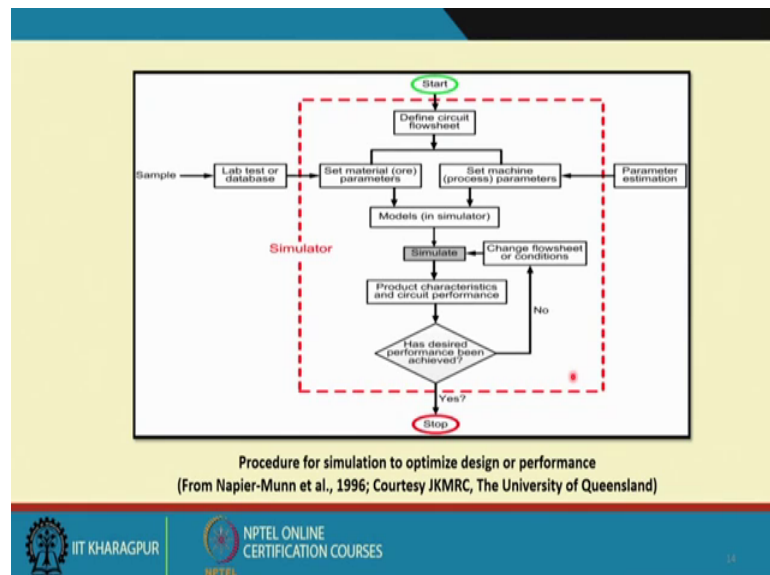 Start
Define circuit
flowsheet
Sample
Lab test or
database
Set material (ore)
parameters
Set machine
(process) parameters
Parameter
estimation
Models (in simulator)
Simulator
Simulate
Change flowsheet
or conditions
Product characteristics
and circuit performance
No
Has desired
performance been
achieved?
Yes?
Stop
Procedure for simulation to optimize design or performance
(From Napier-Munn et al., 1996; Courtesy JKMRC, The University of Queensland)
IIT KHARAGPUR
NPTEL
NPTEL ONLINE
CERTIFICATION COURSES
14